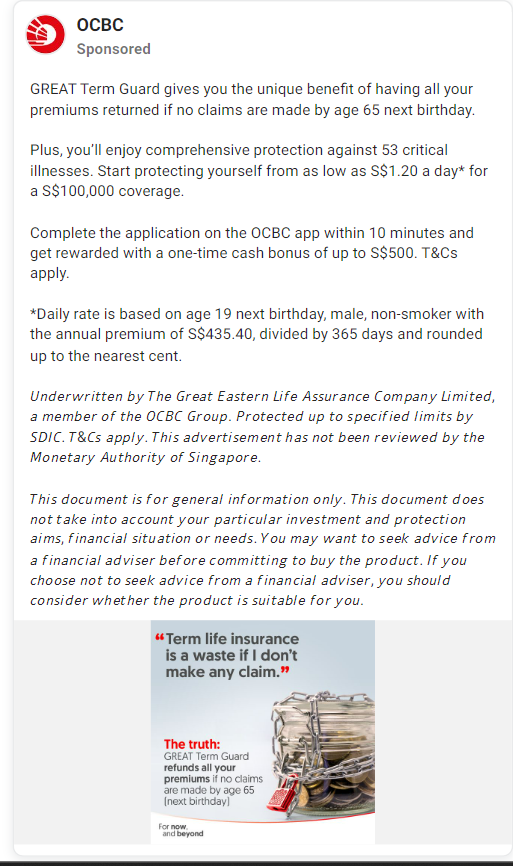 OCBC
Sponsored
GREAT Term Guard gives you the unique benefit of having all your
premiums returned if no claims are made by age 65 next birthday.
Plus, you'll enjoy comprehensive protection against 53 critical
illnesses. Start protecting yourself from as low as S$1.20 a day* for
a S$100,000 coverage.
Complete the application on the OCBC app within 10 minutes and
get rewarded with a one-time cash bonus of up to S$500. T&Cs
apply.
*Daily rate is based on age 19 next birthday, male, non-smoker with
the annual premium of S$435.40, divided by 365 days and rounded
up to the nearest cent.
Underwritten by The Great Eastern Life Assurance Company Limited,
a member of the OCBC Group. Protected up to specified limits by
SDIC. T&Cs apply. This advertisement has not been reviewed by the
Monetary Authority of Singapore.
This document is for general information only. This document does
not take into account your particular investment and protection
aims, financial situation or needs. You may want to seek advice from
a financial adviser before committing to buy the product. If you
choose not to seek advice from a financial adviser, you should
consider whether the product is suitable for you.
“Term life insurance
is a waste if I don't
make any claim.”
The truth:
GREAT Term Guard
refunds all your
premiums if no claims
are made by age 65
(next birthday)
For now,
and beyond